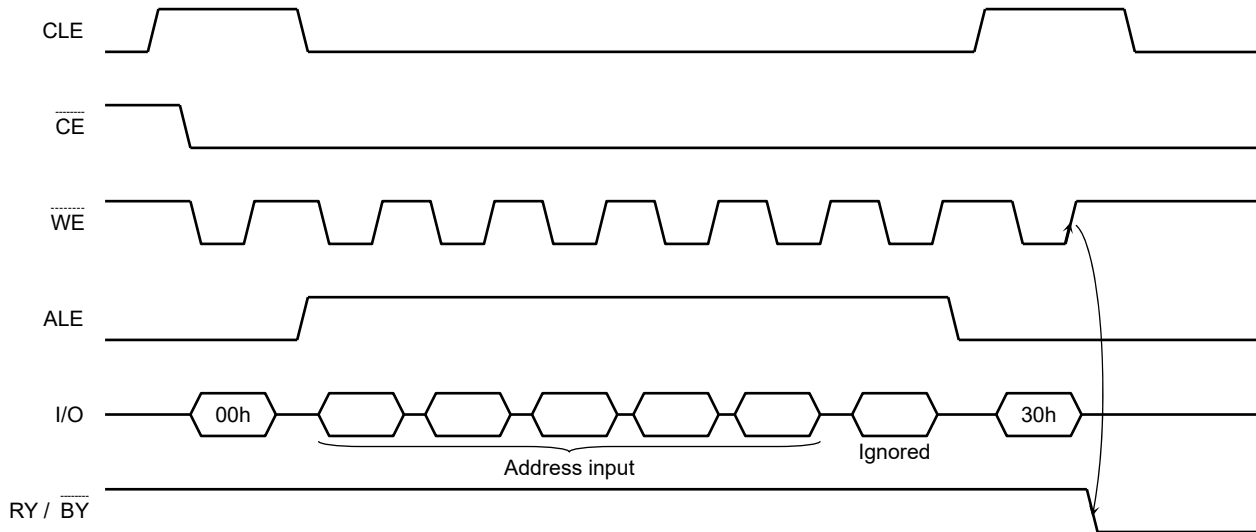 CLE
CE
WE
ALE
I/O
00h
30h
Ignored
Address input
RY / BY